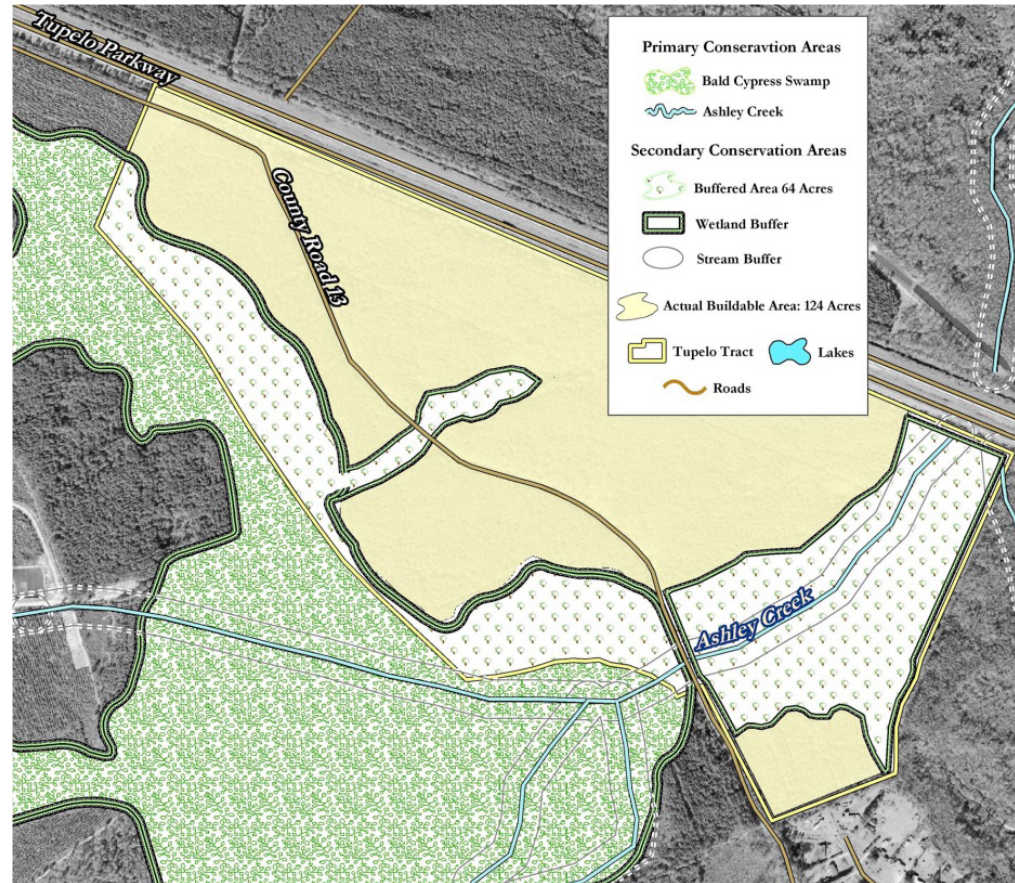 Tupelo Parkway
County Road 13
Ashley Creek
Primary Conseravtion Areas
Bald Cypress Swamp
Ashley Creek
Secondary Conservation Areas
Buffered Area 64 Acres
Wetland Buffer
Stream Buffer
Actual Buildable Area: 124 Acres
Tupelo Tract
Lakes
Roads